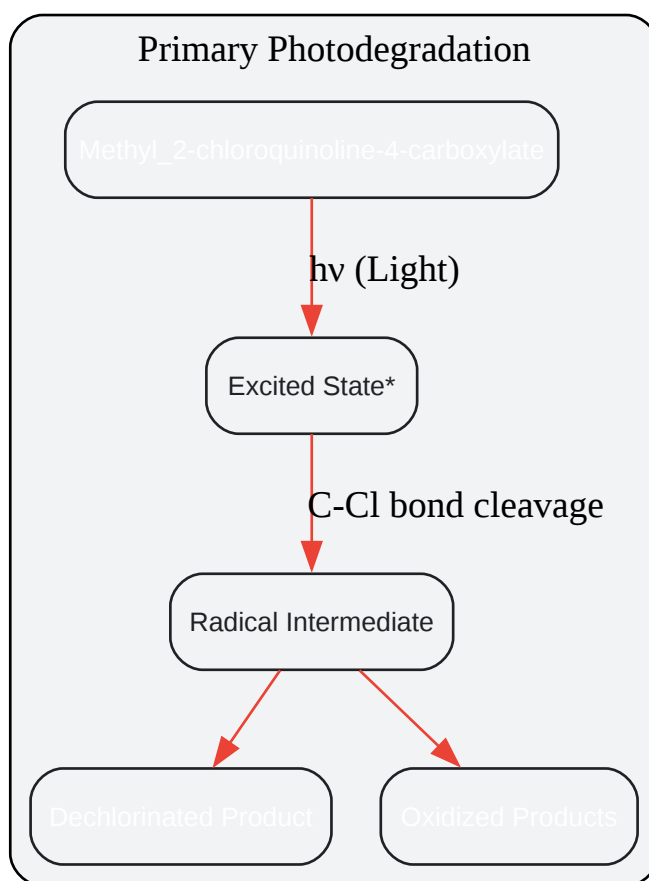 Primary Photodegradation
Methyl_2-chloroquinoline-4-carboxylate
hν (Light)
Excited State*
C-Cl bond cleavage
Radical Intermediate
Dechlorinated Product
Oxidized Products